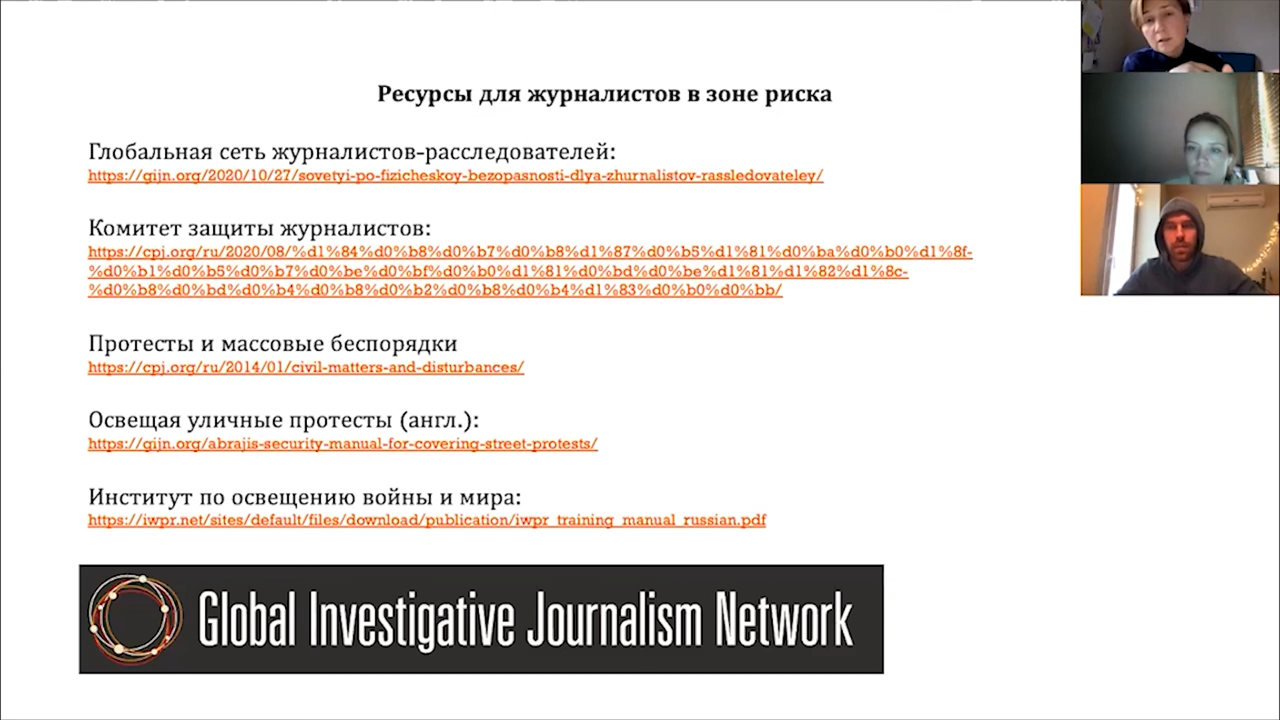 Ресурсы для журналистов в зоне риска
Глобальная сеть журналистов-расследователей:
https://gijn.org/2020/10/27/sovetyi-po-fizicheskoy-bezopasnosti-dlya-zhurnalistov-rassledovateley/
Комитет защиты журналистов:
https://cpj.org/ru/2020/08/%d1%84%d0%b8%d0%b7%d0%b8%d1%87%d0%b5%d1%81%d0%ba%d0%b0%d1%8f-
%d0%b1%d0%b5%d0%b7%d0%be%d0%bf%d0%b0%d1%81%d0%bd%d0%be%d1%81%d1%82%d1%8c-
%d0%b8%d0%bd%d0%b4%d0%b8%d0%b2%d0%b8%d0%b4%d1%83%d0%b0%d0%bb/
Протесты и массовые беспорядки
https://cpj.org/ru/2014/01/civil-matters-and-disturbances/
Освещая уличные протесты (англ.):
https://gijn.org/abrajis-security-manual-for-covering-street-protests/
Институт по освещению войны и мира:
https://iwpr.net/sites/default/files/download/publication/iwpr_training_manual_russian.pdf
Global Investigative Journalism Network